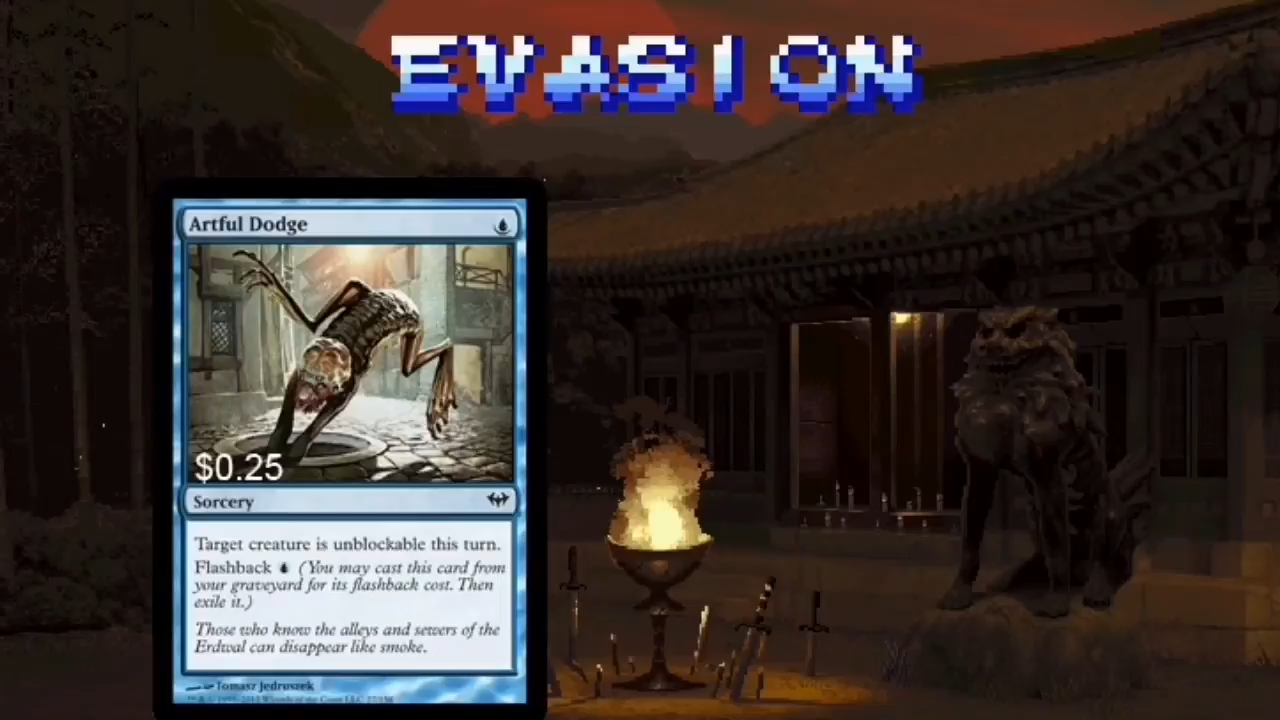 EVASION
Artful Dodge
$0.25
Sorcery
Target creature is unblockable this turn.
Flashback (You may cast this card from
your graveyard for its flashback cost. Then
exile it.)
Those who know the alleys and sewers of the
Erdwal can disappear like smoke.
Tomasz Jedruszek